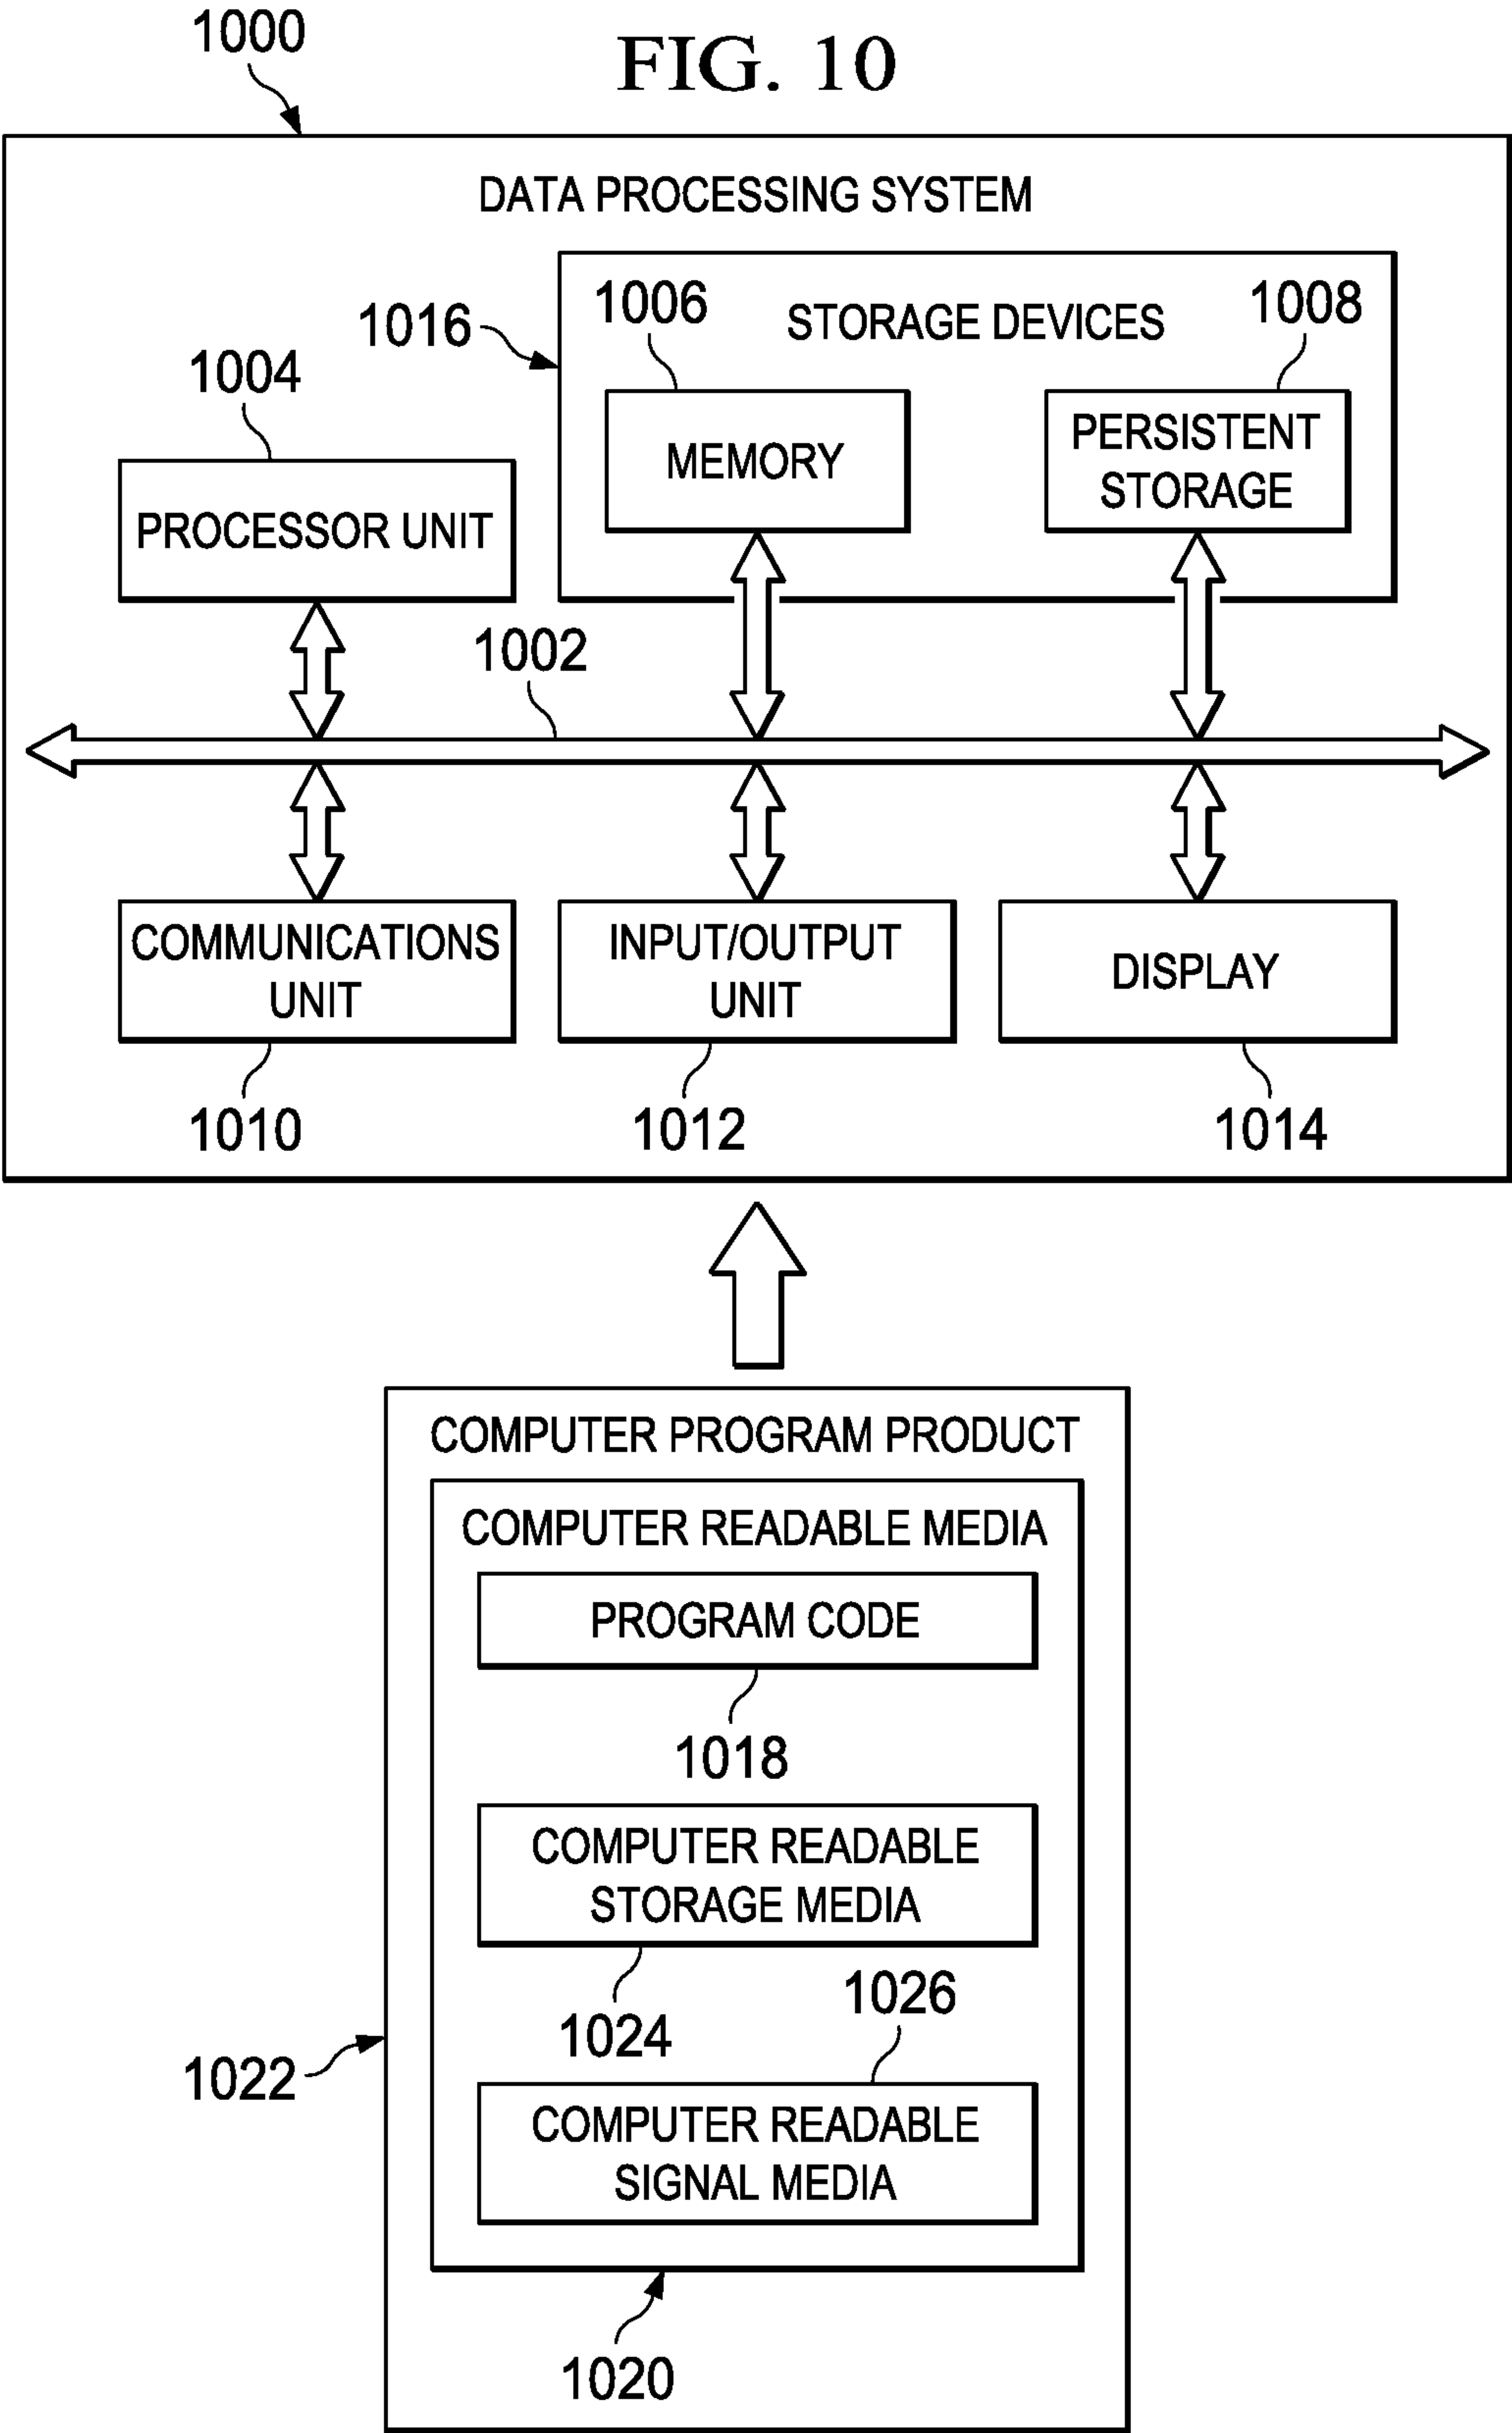 1000
FIG. 10
DATA PROCESSING SYSTEM
1016
1006
STORAGE DEVICES
1008
1004
MEMORY
PERSISTENT
STORAGE
PROCESSOR UNIT
1002
COMMUNICATIONS
UNIT
INPUT/OUTPUT
UNIT
DISPLAY
1010
1012
1014
COMPUTER PROGRAM PRODUCT
COMPUTER READABLE MEDIA
PROGRAM CODE
1018
COMPUTER READABLE
STORAGE MEDIA
1024
1026
1022
COMPUTER READABLE
SIGNAL MEDIA
1020